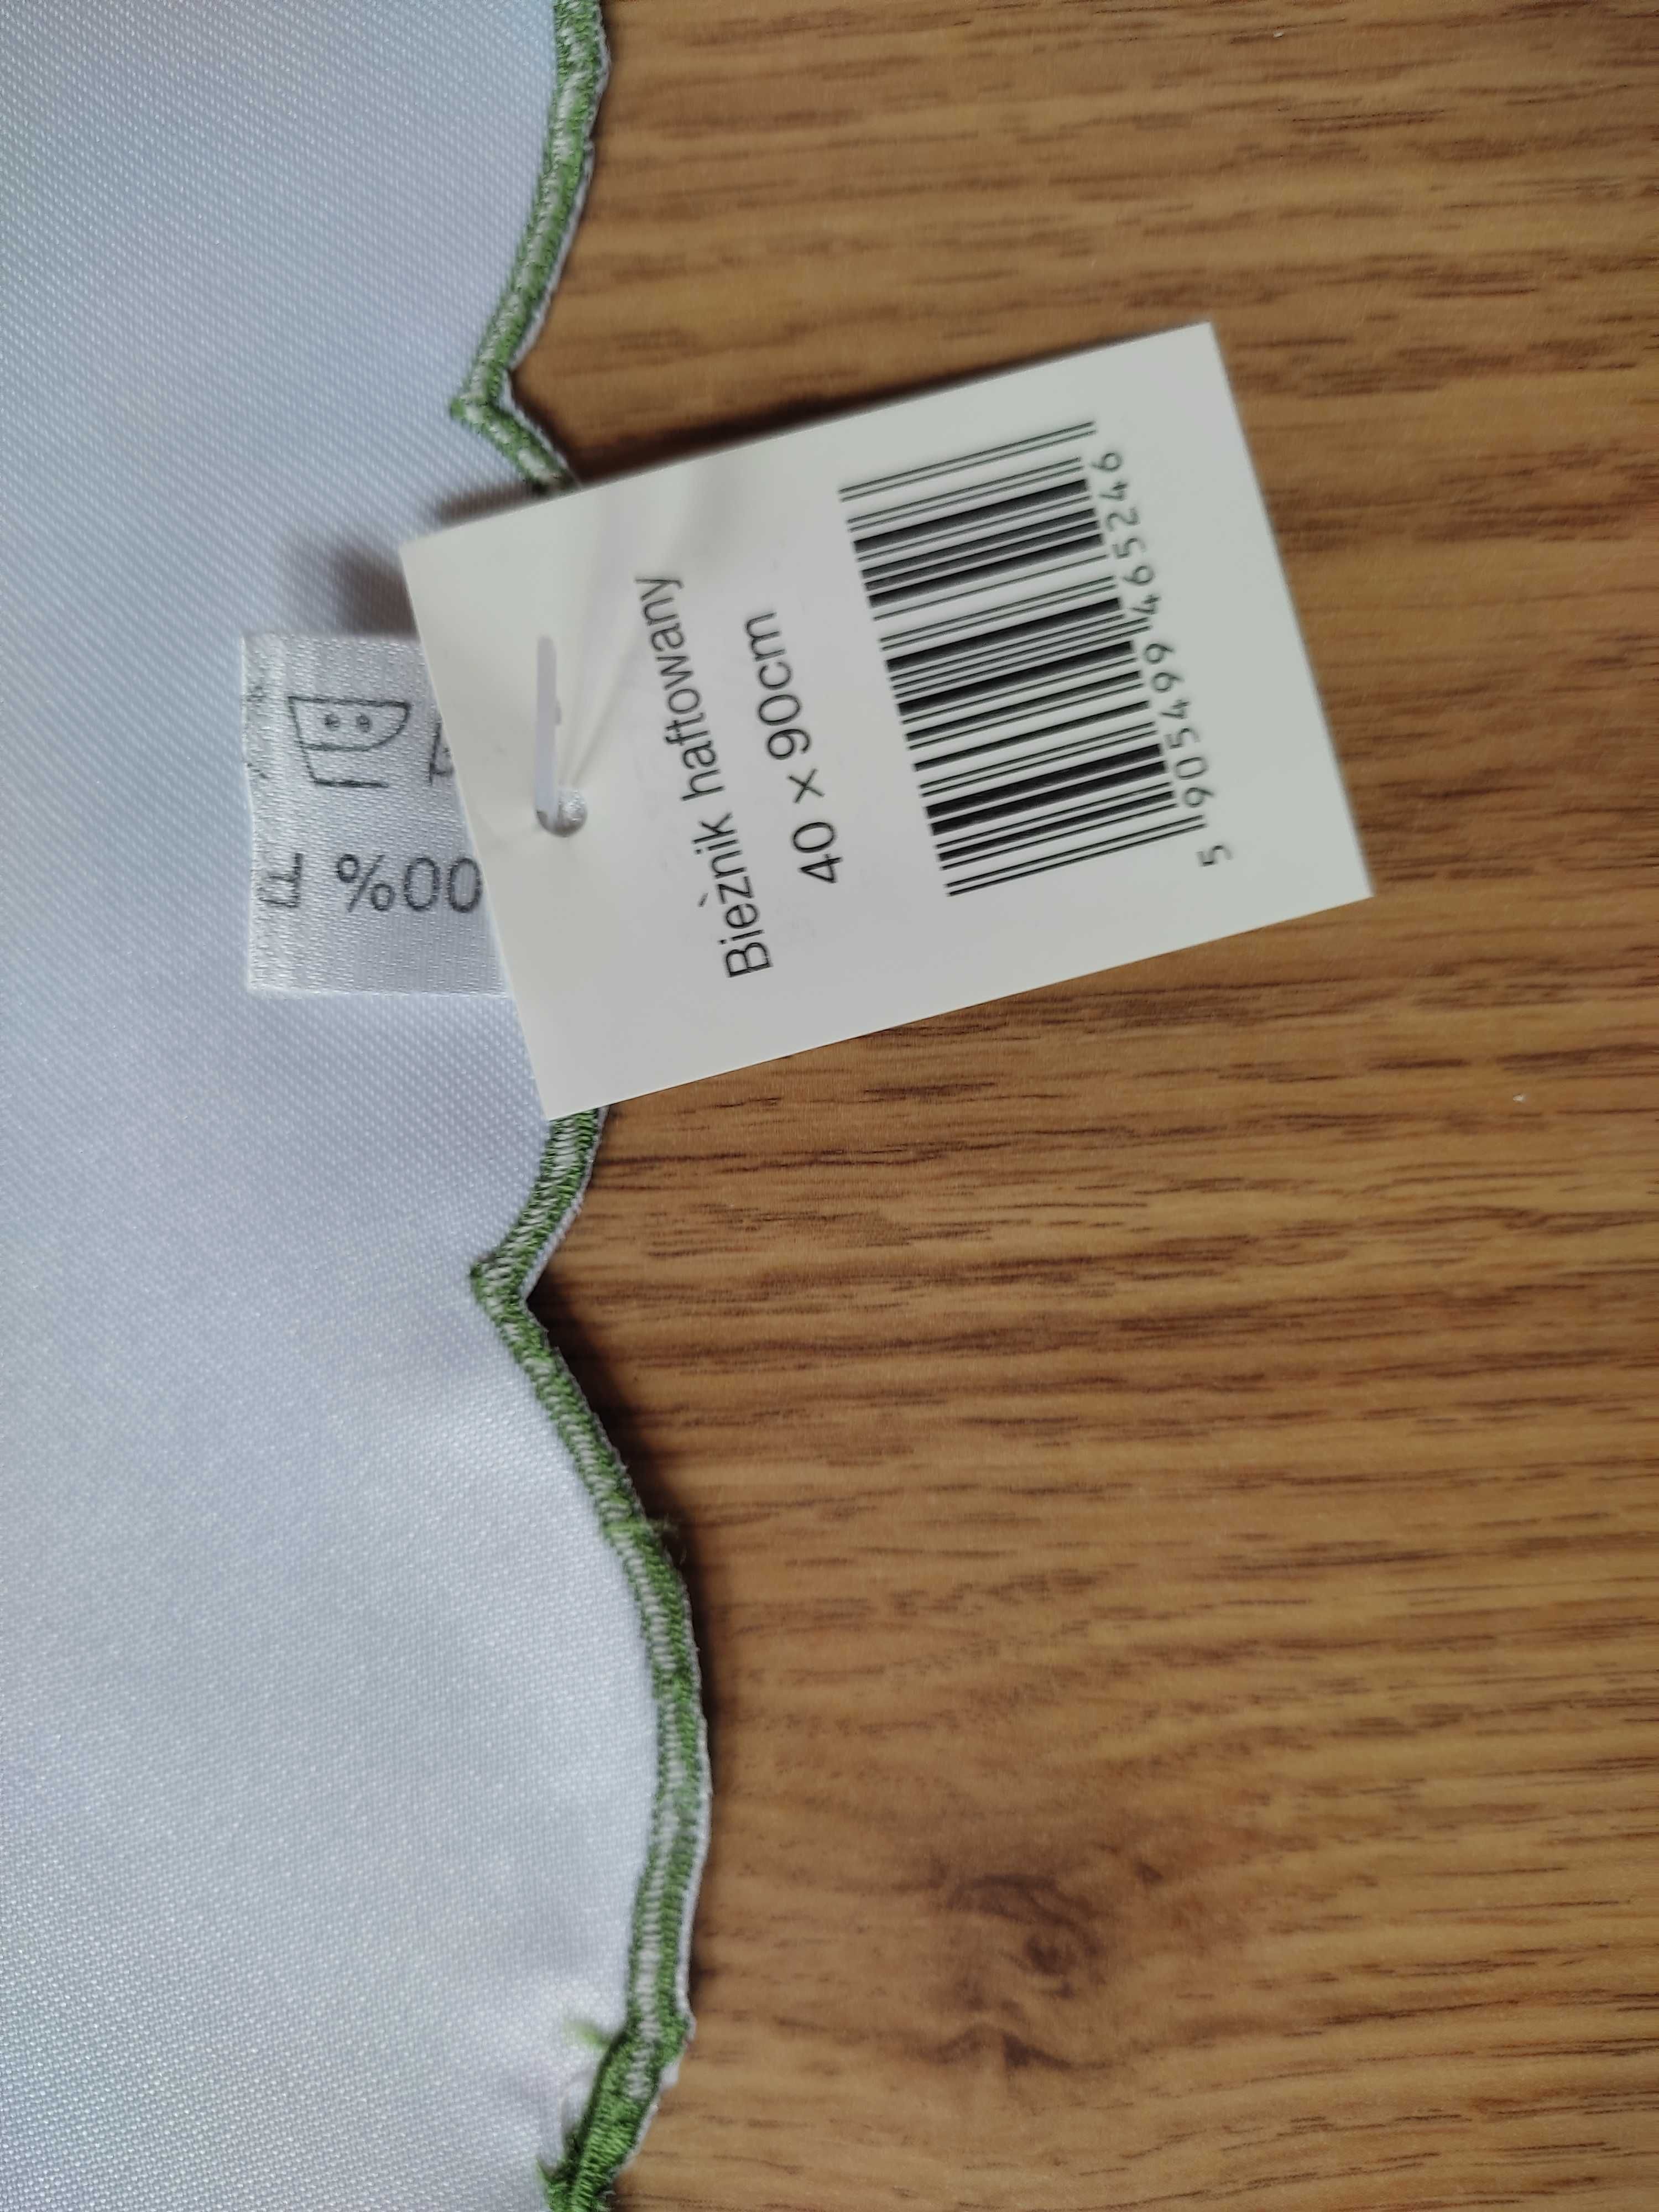 Bieżnik haftowany
40 x 90cm
5 905499 465246
00%